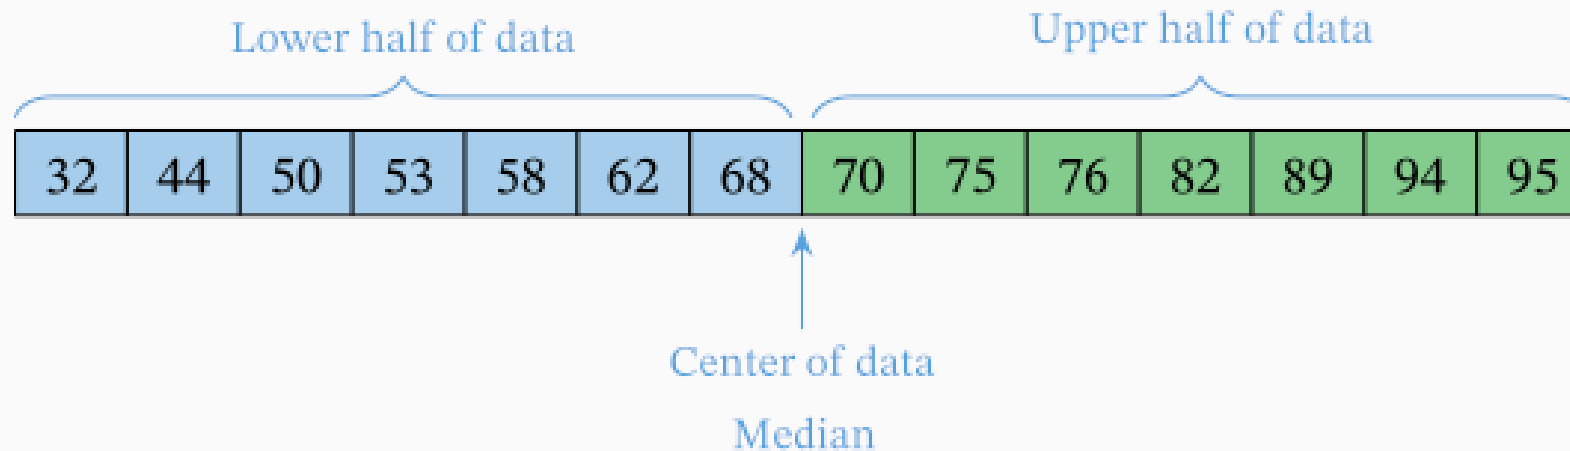 Lower half of data
Upper half of data
32 44 50 53 58 62 68 70 75 76 82 89 94 95
Center of data
Median